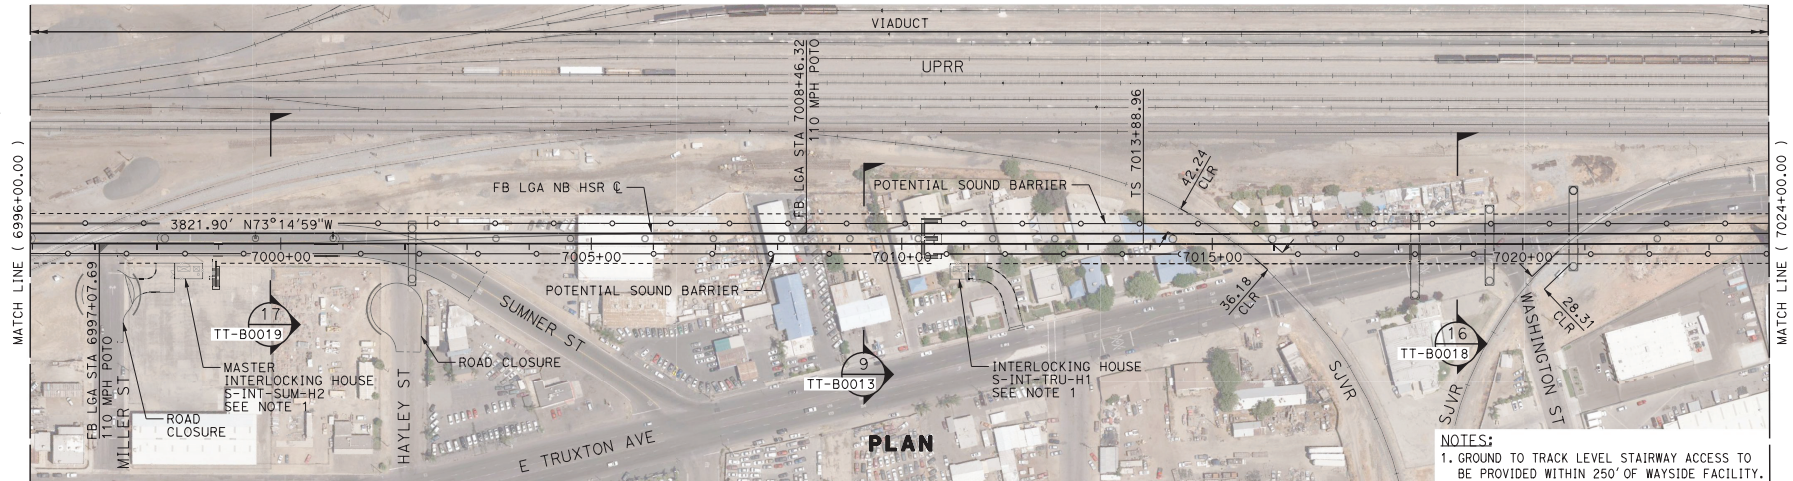 VIADUCT
UPRR
FB LGA STA 7008+46.32
110 MPH POTO
TS 7013+88.96
42.24
CLR
MATCH LINE ( 6996+00.00 )
MATCH LINE ( 7024+00.00 )
FB LGA NB HSR ℄
POTENTIAL SOUND BARRIER
3821.90' N73°14'59"W
7000+00
7005+00
7010+00
7015+00
7020+00
POTENTIAL SOUND BARRIER
36.18
CLR
28.31
CLR
FB LGA STA 6997+07.69
110 MPH POTO
MILLER ST
17
TT-B0019
MASTER
INTERLOCKING HOUSE
S-INT-SUM-H2
SEE NOTE 1
ROAD
CLOSURE
HAYLEY ST
ROAD CLOSURE
SUMNER ST
E TRUXTON AVE
9
TT-B0013
INTERLOCKING HOUSE
S-INT-TRU-H1
SEE NOTE 1
SJVR
16
TT-B0018
SJVR
WASHINGTON ST
PLAN
NOTES:
1. GROUND TO TRACK LEVEL STAIRWAY ACCESS TO
BE PROVIDED WITHIN 250' OF WAYSIDE FACILITY.